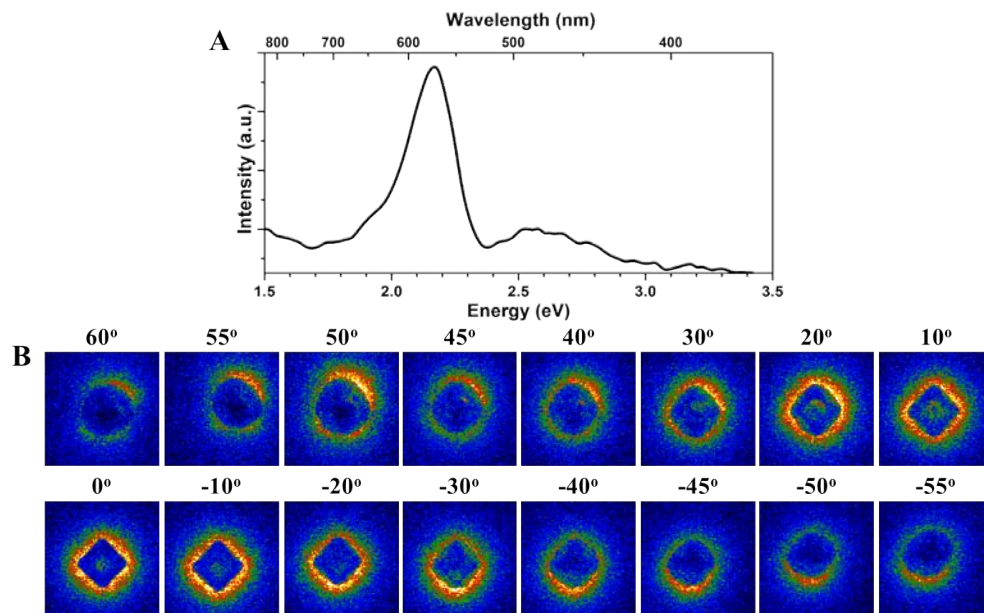 Wavelength (nm)
A
800 700 600 500 400
Intensity (a.u.)
1.5 2.0 2.5 3.0 3.5
Energy (eV)
B
60° 55° 50° 45° 40° 30° 20° 10°
0° -10° -20° -30° -40° -45° -50° -55°